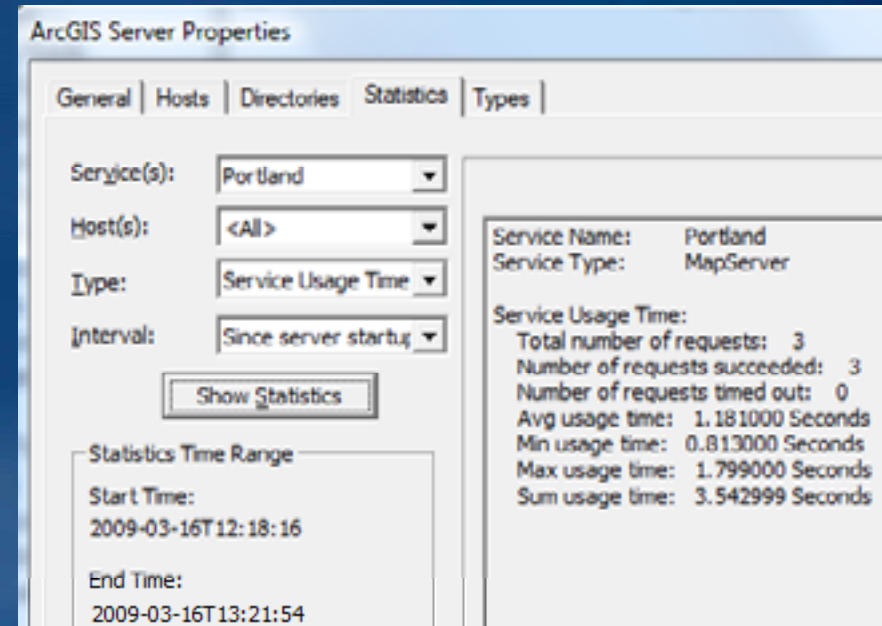 ArcGIS Server Properties
General
Hosts
Directories
Statistics
Types
Service(s):
Portland
Host(s):
<All>
Type:
Service Usage Time
Interval:
Since server startup
Show Statistics
Statistics Time Range
Start Time:
2009-03-16T12:18:16
End Time:
2009-03-16T13:21:54
Service Name: Portland
Service Type: MapServer
Service Usage Time:
Total number of requests: 3
Number of requests succeeded: 3
Number of requests timed out: 0
Avg usage time: 1.181000 Seconds
Min usage time: 0.813000 Seconds
Max usage time: 1.799000 Seconds
Sum usage time: 3.542999 Seconds